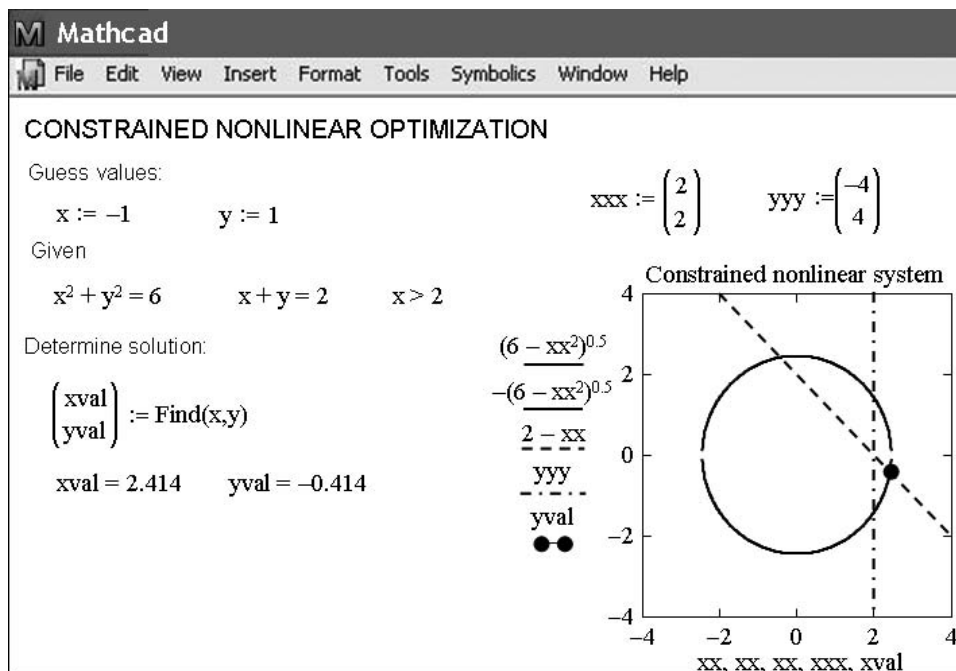 Mathcad
File Edit View Insert Format Tools Symbolics Window Help
CONSTRAINED NONLINEAR OPTIMIZATION
Guess values:
x := –1 y := 1
xxx := (2 2) yyy := (–4 4)
Given
x² + y² = 6 x + y = 2 x > 2
Determine solution:
(xval yval) := Find(x,y)
xval = 2.414 yval = –0.414
Constrained nonlinear system
(6 – xx²)^0.5
–(6 – xx²)^0.5
2 – xx
yyy
yval
4
2
0
–2
–4
–4 –2 0 2 4
xx, xx, xx, xxx, xval